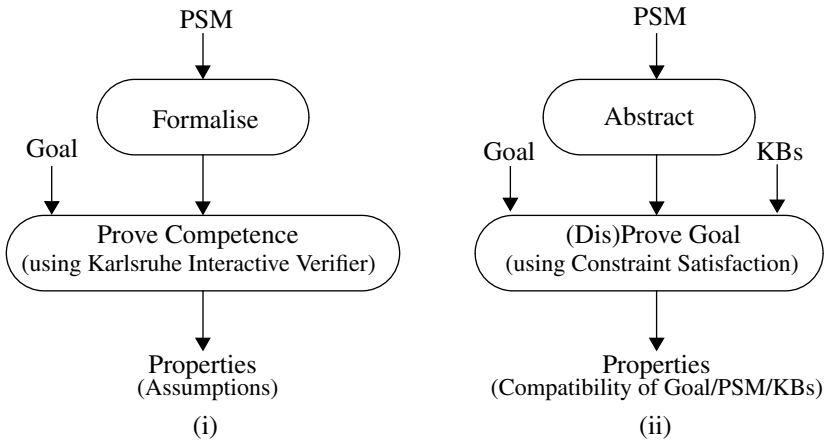 PSM
Formalise
Goal
Prove Competence
(using Karlsruhe Interactive Verifier)
Properties
(Assumptions)
(i)
PSM
Abstract
Goal
KBs
(Dis)Prove Goal
(using Constraint Satisfaction)
Properties
(Compatibility of Goal/PSM/KBs)
(ii)